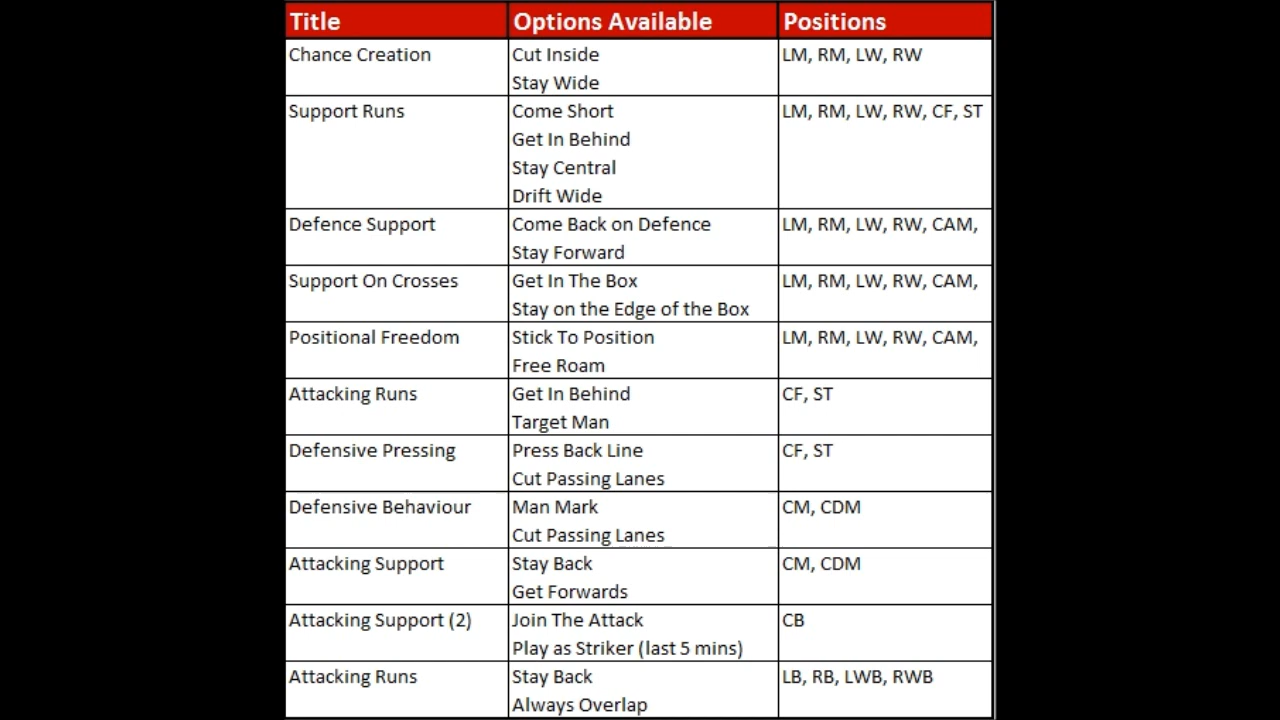 Title Options Available Positions
Chance Creation Cut Inside LM, RM, LW, RW
Stay Wide
Support Runs Come Short LM, RM, LW, RW, CF, ST
Get In Behind
Stay Central
Drift Wide
Defence Support Come Back on Defence LM, RM, LW, RW, CAM,
Stay Forward
Support On Crosses Get In The Box LM, RM, LW, RW, CAM,
Stay on the Edge of the Box
Positional Freedom Stick To Position LM, RM, LW, RW, CAM,
Free Roam
Attacking Runs Get In Behind CF, ST
Target Man
Defensive Pressing Press Back Line CF, ST
Cut Passing Lanes
Defensive Behaviour Man Mark CM, CDM
Cut Passing Lanes
Attacking Support Stay Back CM, CDM
Get Forwards
Attacking Support (2) Join The Attack CB
Play as Striker (last 5 mins)
Attacking Runs Stay Back LB, RB, LWB, RWB
Always Overlap